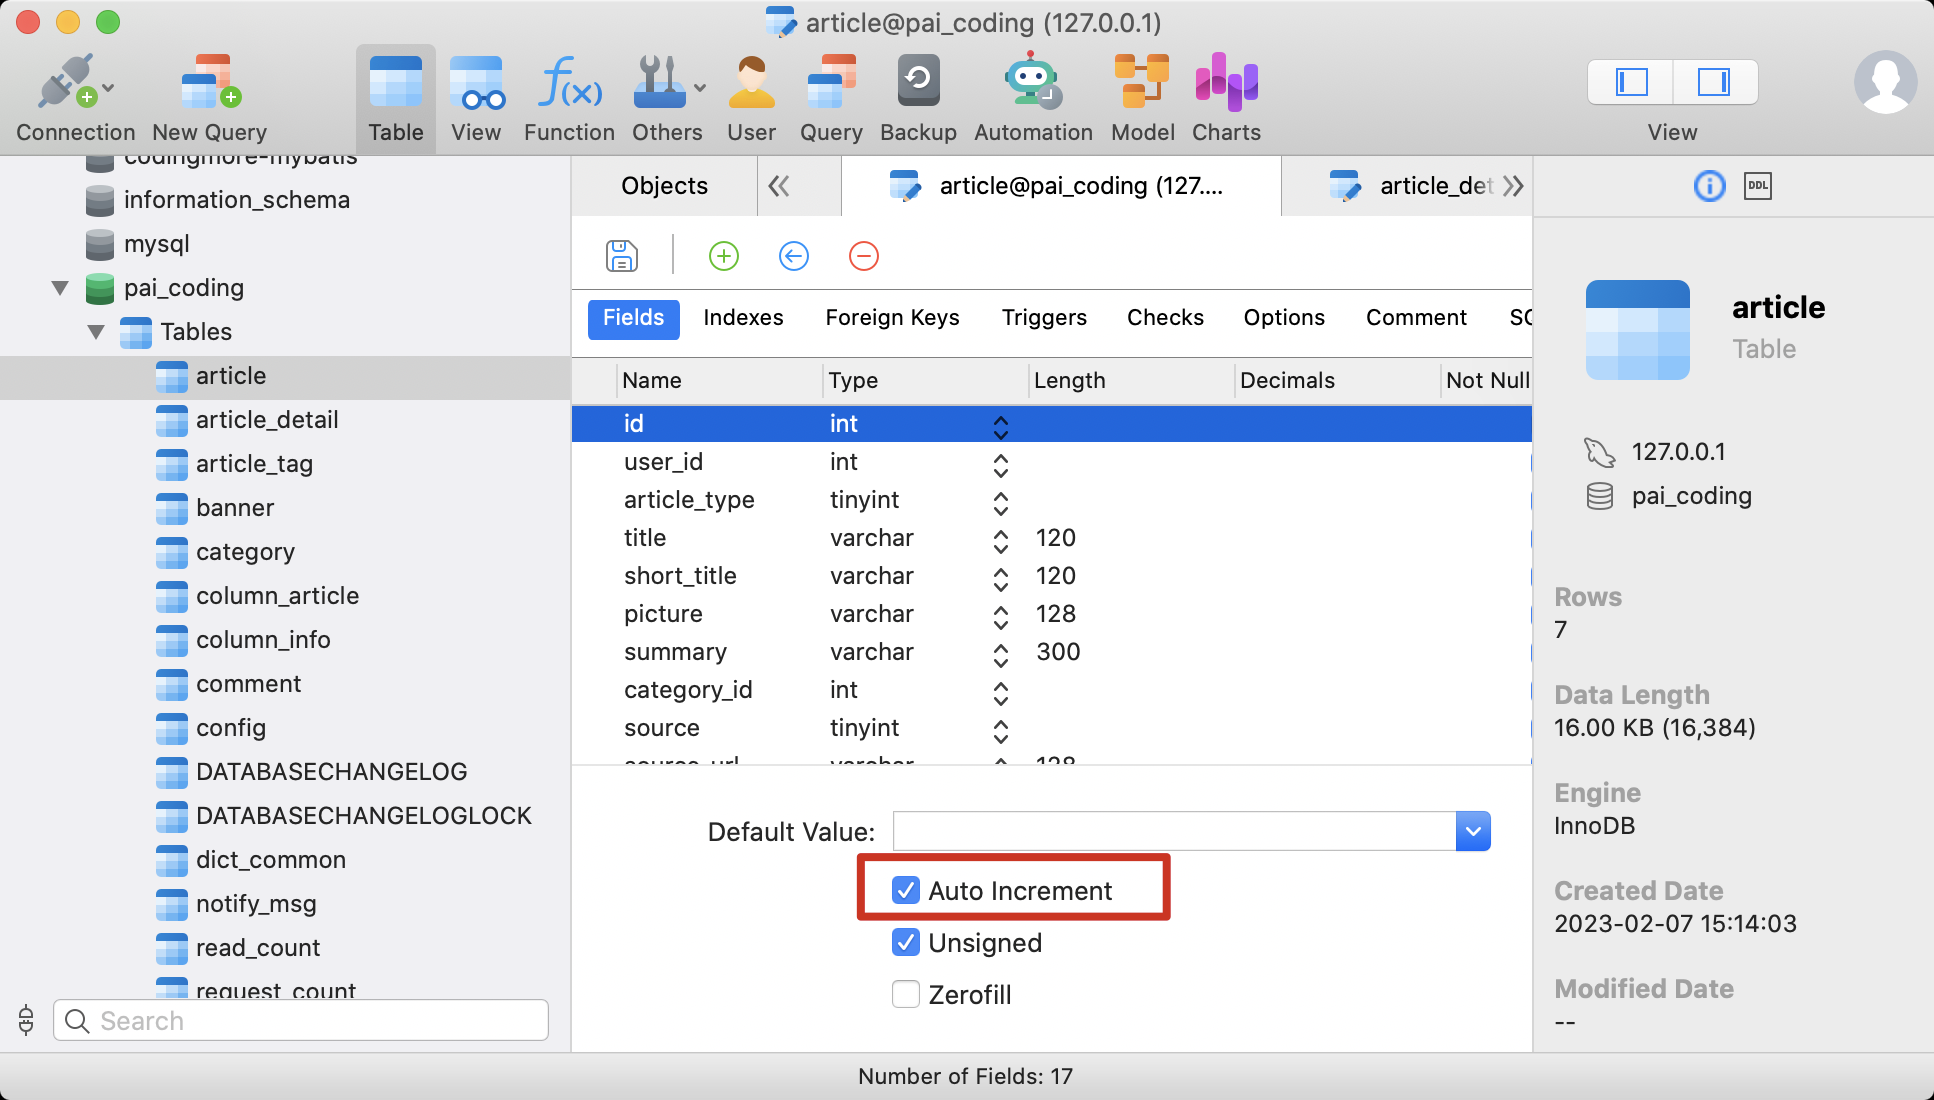 article@pai_coding (127.0.0.1)
Connection
New Query
Table
View
Function
Others
User
Query
Backup
Automation
Model
Charts
View
codingmore-mybatis
information_schema
mysql
pai_coding
Tables
article
article_detail
article_tag
banner
category
column_article
column_info
comment
config
DATABASECHANGELOG
DATABASECHANGELOGLOCK
dict_common
notify_msg
read_count
request_count
Search
Objects
article@pai_coding (127....
article_det
Fields Indexes Foreign Keys Triggers Checks Options Comment SQ
Name Type Length Decimals Not Null
id int
user_id int
article_type tinyint
title varchar 120
short_title varchar 120
picture varchar 128
summary varchar 300
category_id int
source tinyint
source_url varchar 128
Default Value:
Auto Increment
Unsigned
Zerofill
DDL
article
Table
127.0.0.1
pai_coding
Rows
7
Data Length
16.00 KB (16,384)
Engine
InnoDB
Created Date
2023-02-07 15:14:03
Modified Date
--
Number of Fields: 17